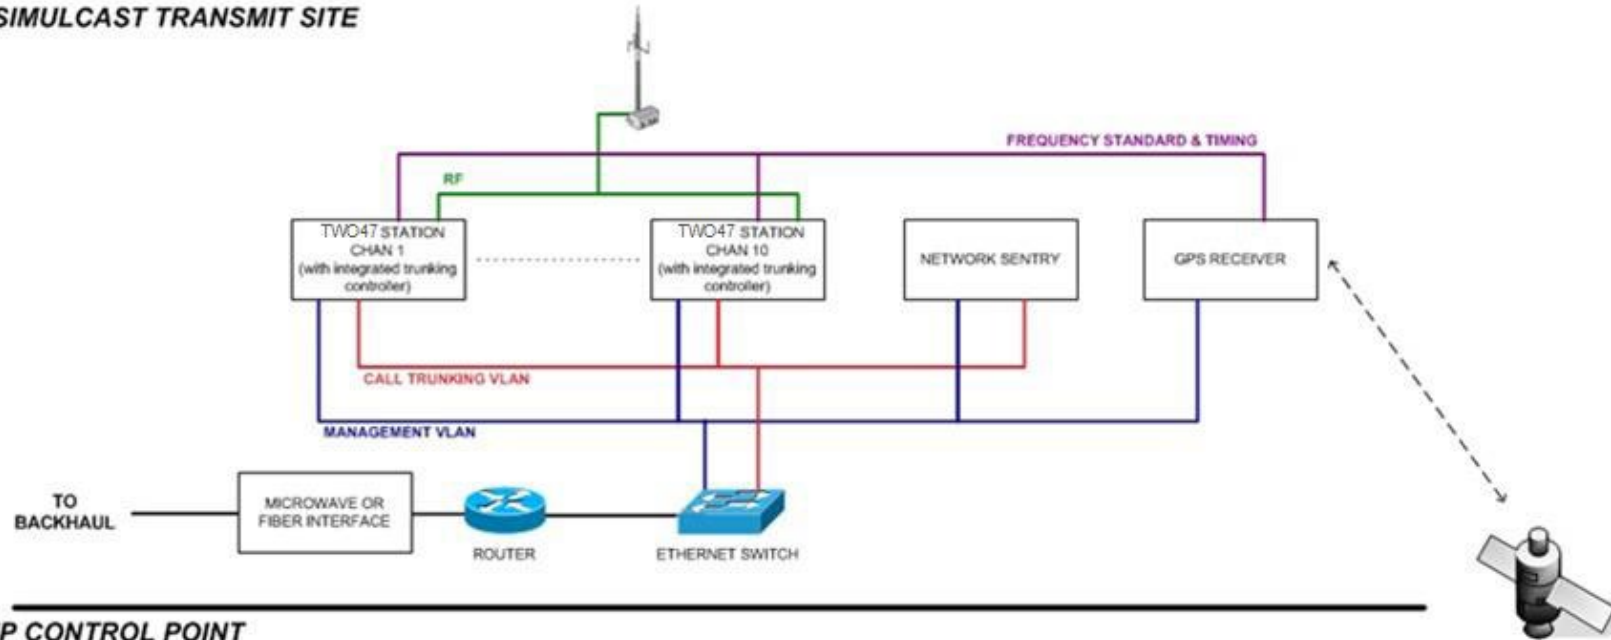 SIMULCAST TRANSMIT SITE
FREQUENCY STANDARD & TIMING
RF
TWO47 STATION
CHAN 1
(with integrated trunking
controller)
TWO47 STATION
CHAN 10
(with integrated trunking
controller)
NETWORK SENTRY
GPS RECEIVER
CALL TRUNKING VLAN
MANAGEMENT VLAN
TO
BACKHAUL
MICROWAVE OR
FIBER INTERFACE
ROUTER
ETHERNET SWITCH
P CONTROL POINT